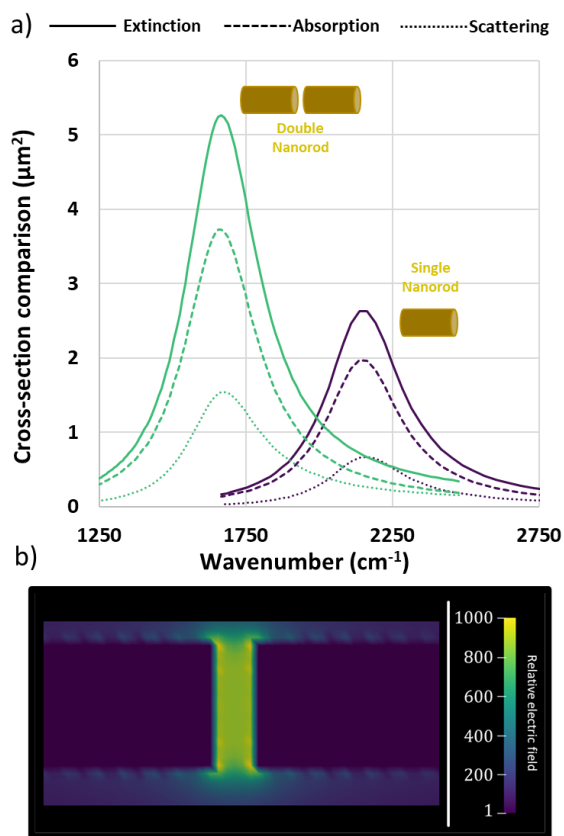 a)
Extinction
Absorption
Scattering
Cross-section comparison (μm²)
6
5
4
3
2
1
0
Double
Nanorod
Single
Nanorod
1250
1750
2250
2750
Wavenumber (cm⁻¹)
b)
1000
800
600
400
200
1
Relative electric field